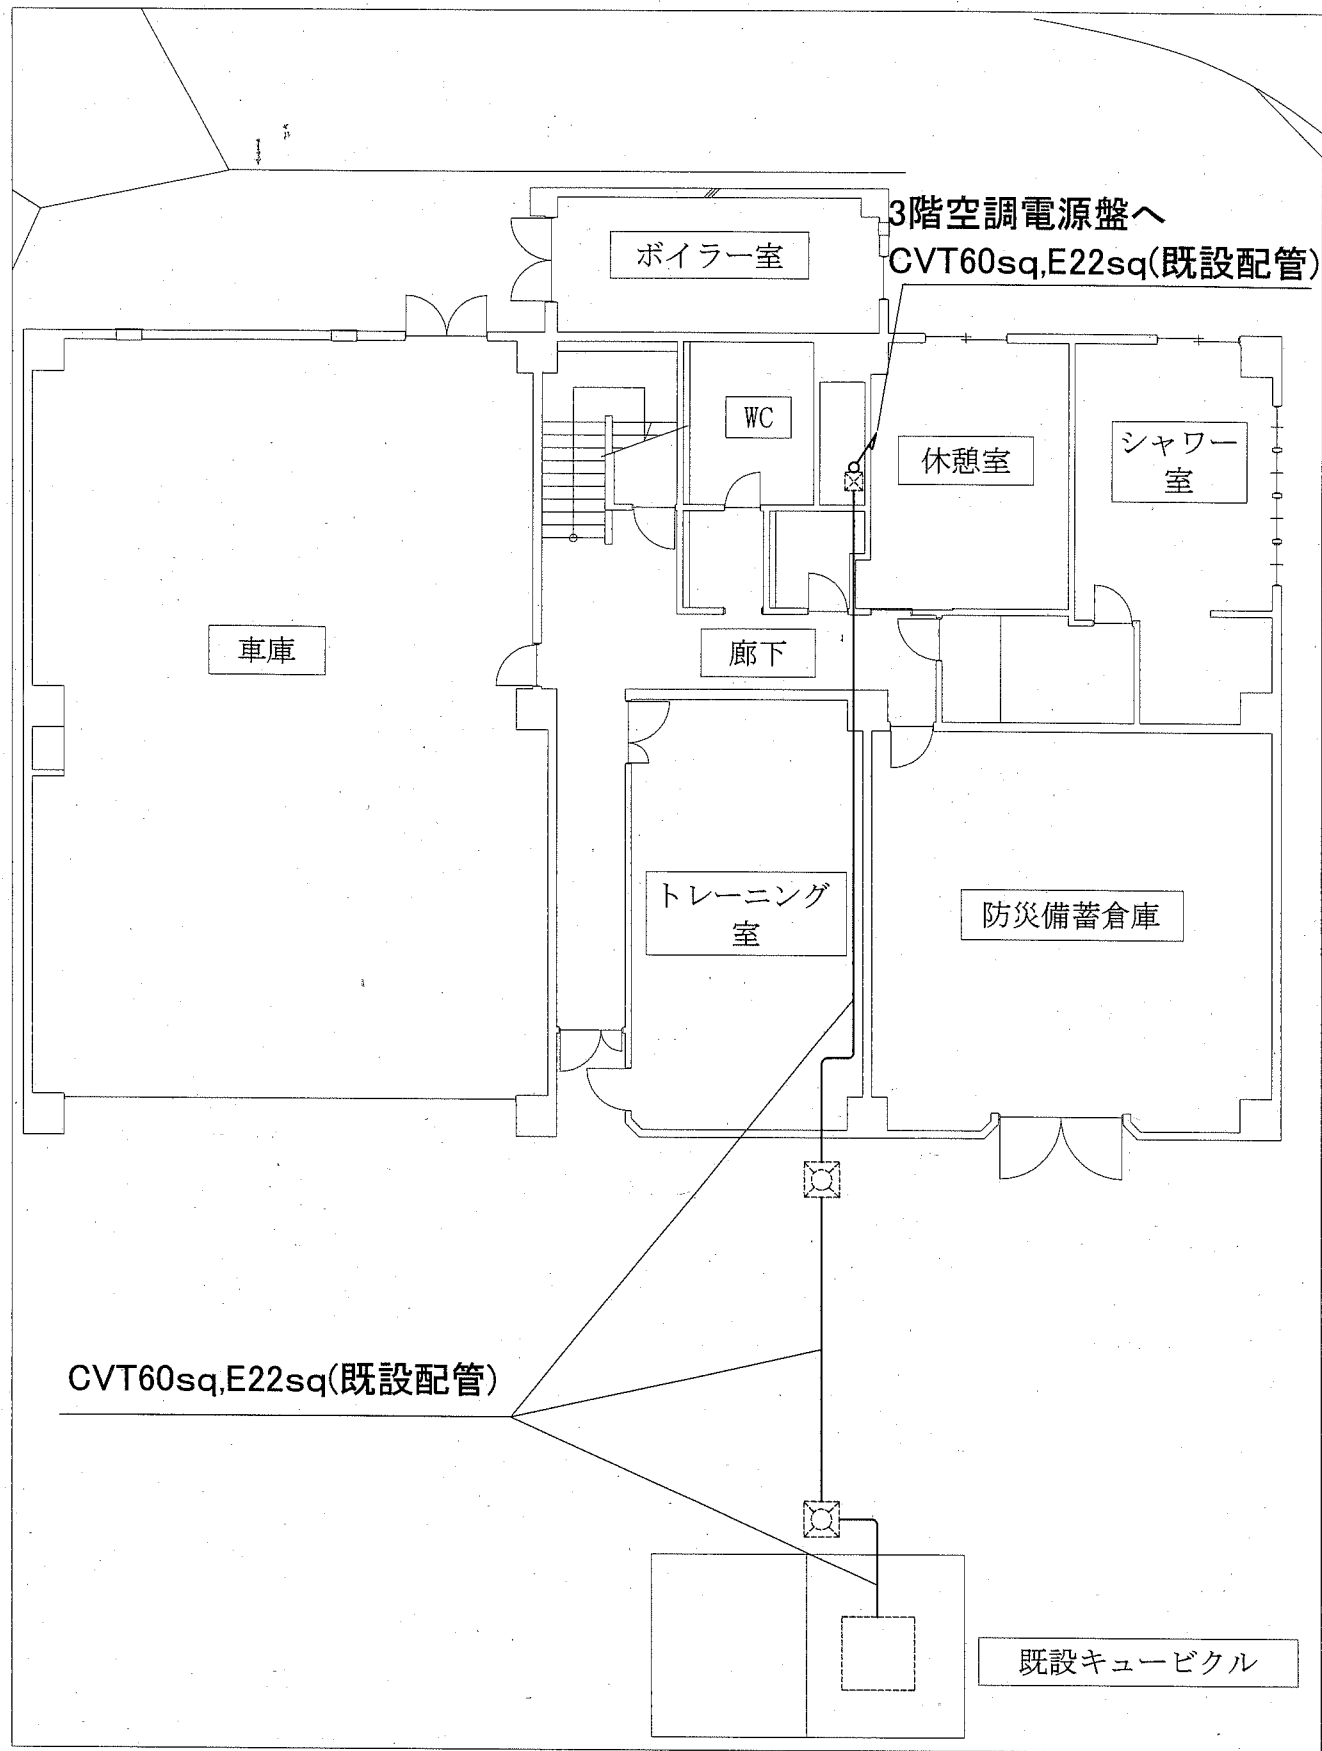 3階空調電源盤へ
CVT60sq,E22sq(既設配管)
ボイラー室
WC
休憩室
シャワー
室
車庫
廊下
トレーニング
室
防災備蓄倉庫
CVT60sq,E22sq(既設配管)
既設キュービクル